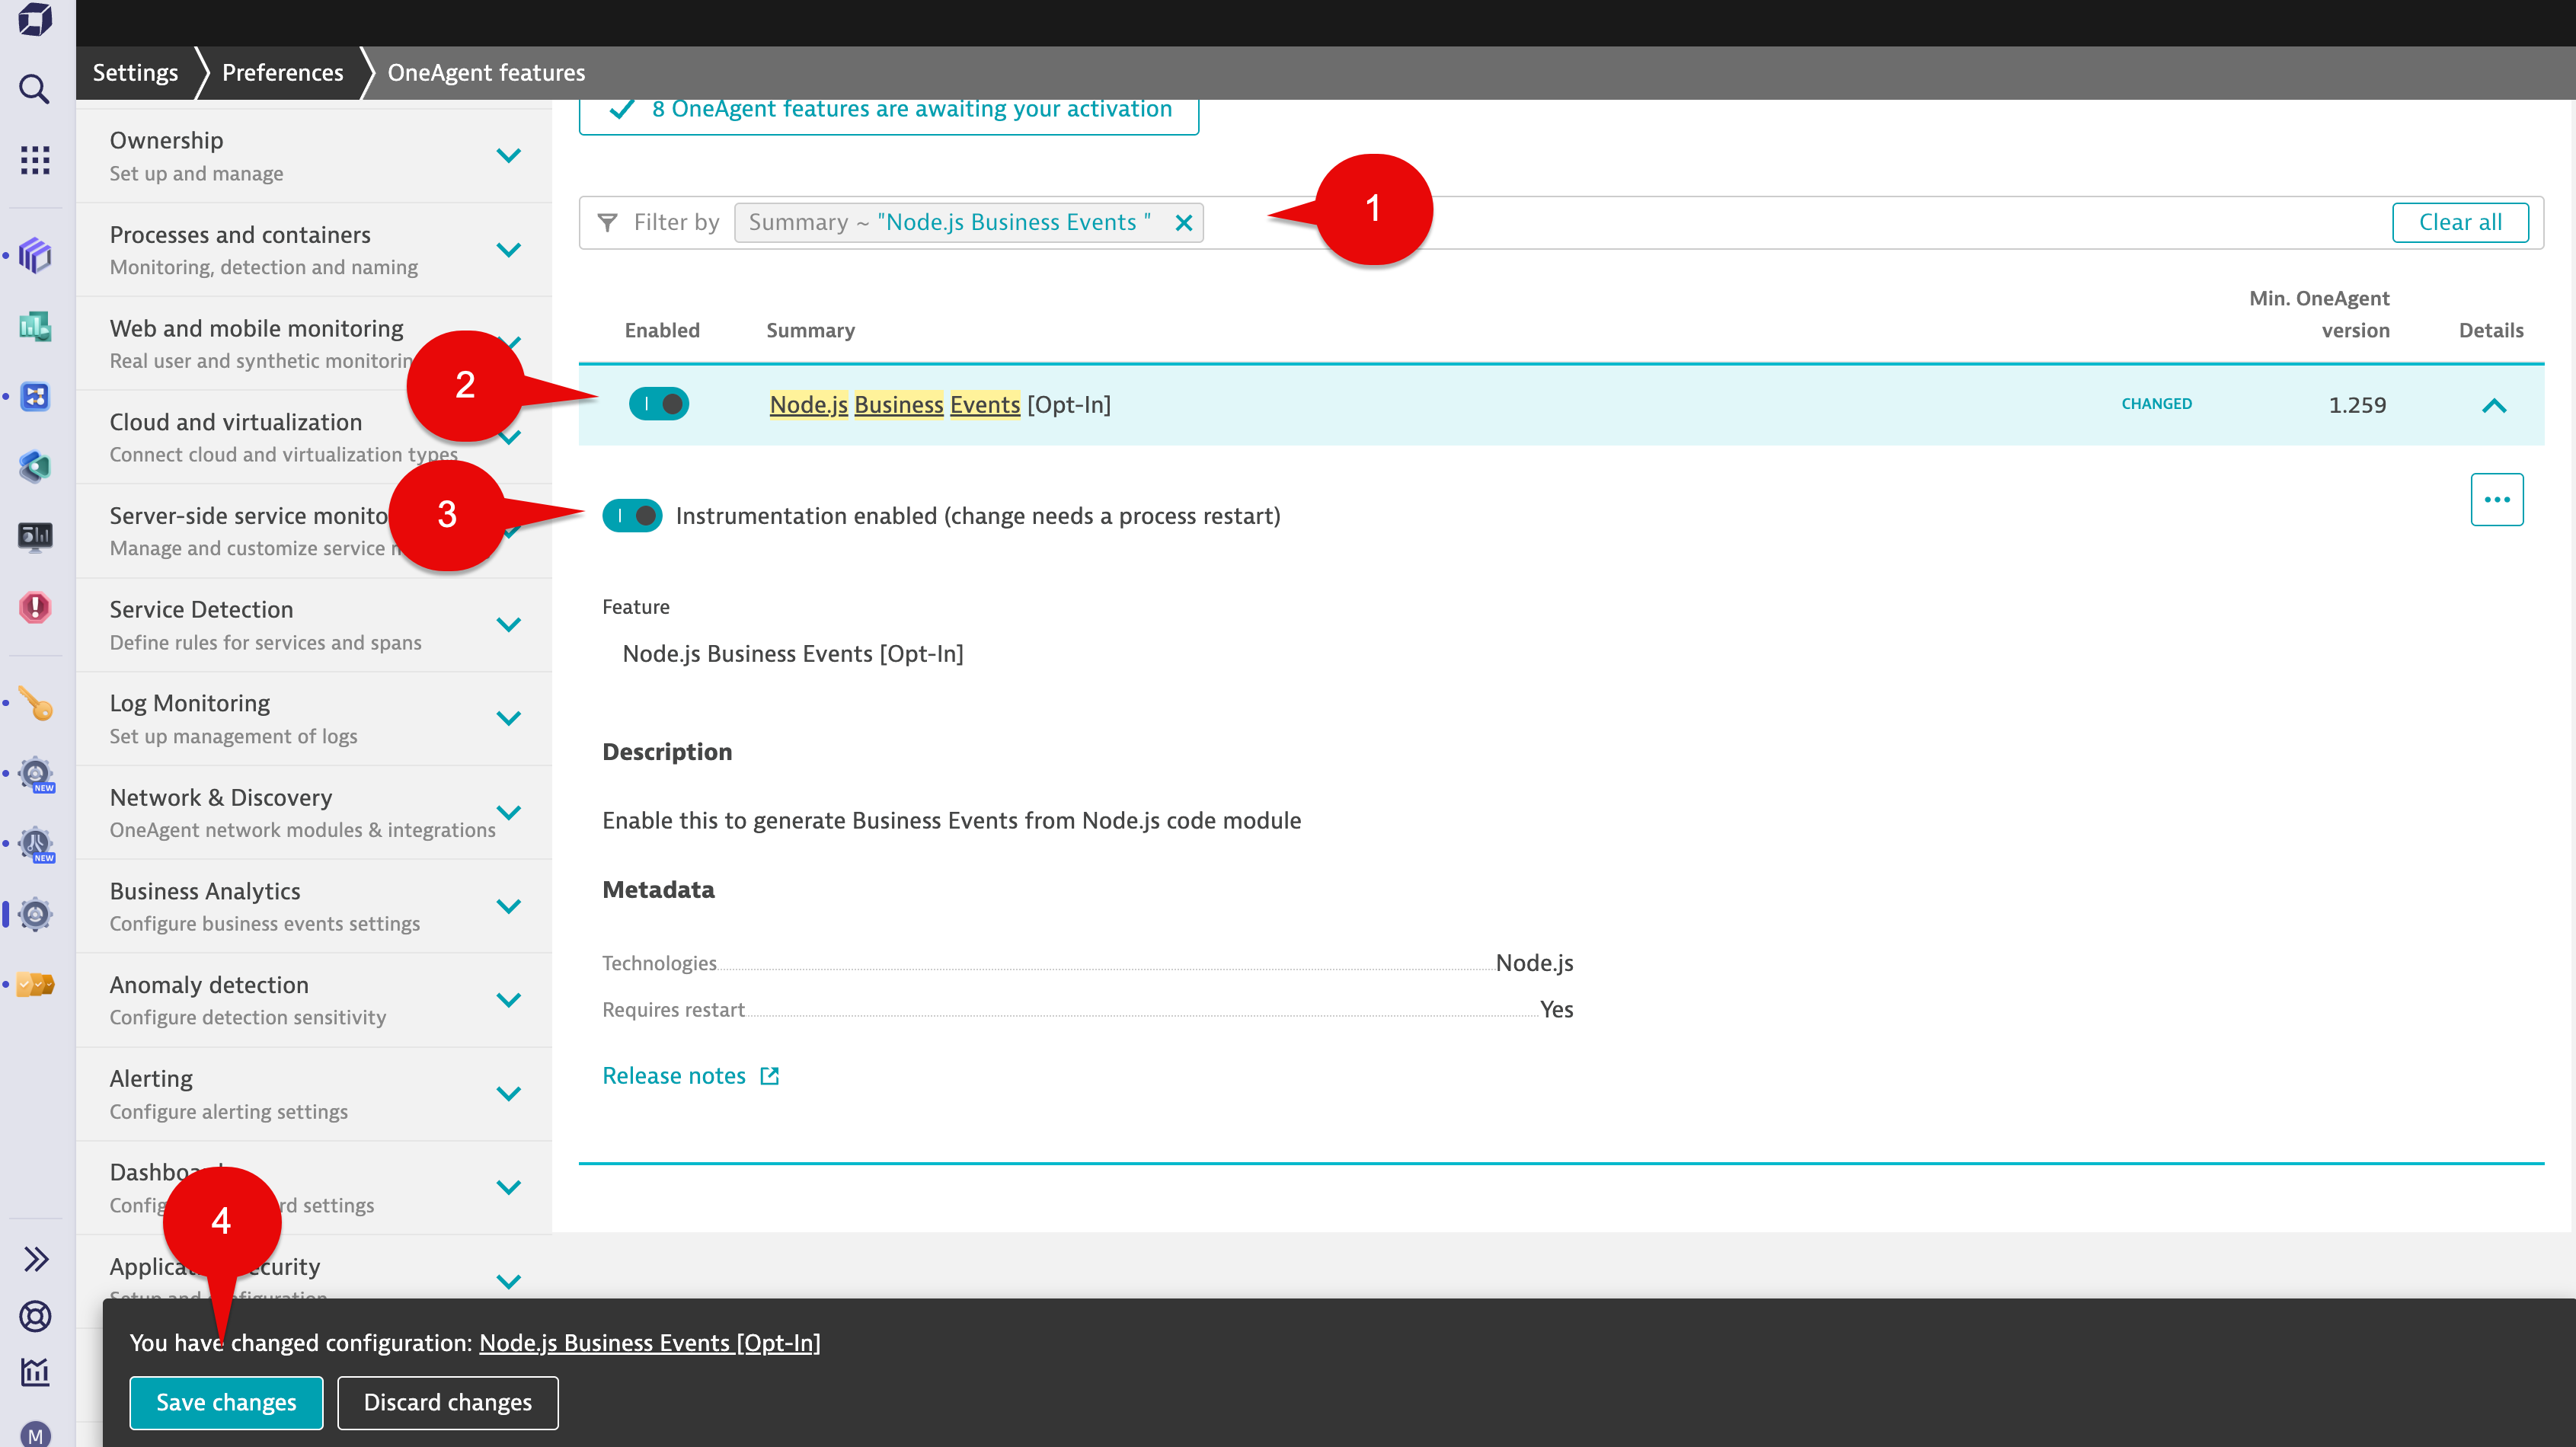 Settings
Preferences
OneAgent features
8 OneAgent features are awaiting your activation
Ownership
Set up and manage
Processes and containers
Monitoring, detection and naming
Web and mobile monitoring
Real user and synthetic monitorin
Cloud and virtualization
Connect cloud and virtualization types
Server-side service monito
Manage and customize service
Service Detection
Define rules for services and spans
Log Monitoring
Set up management of logs
Network & Discovery
OneAgent network modules & integrations
Business Analytics
Configure business events settings
Anomaly detection
Configure detection sensitivity
Alerting
Configure alerting settings
Dashboard
Config rd settings
Applica ecurity
Setup and configuration
NEW
NEW
M
Filter by Summary ~ "Node.js Business Events "
Clear all
1
Enabled Summary Min. OneAgent version Details
2
Node.js Business Events [Opt-In] CHANGED 1.259
3
Instrumentation enabled (change needs a process restart)
Feature
Node.js Business Events [Opt-In]
Description
Enable this to generate Business Events from Node.js code module
Metadata
Technologies Node.js
Requires restart Yes
Release notes
4
You have changed configuration: Node.js Business Events [Opt-In]
Save changes Discard changes